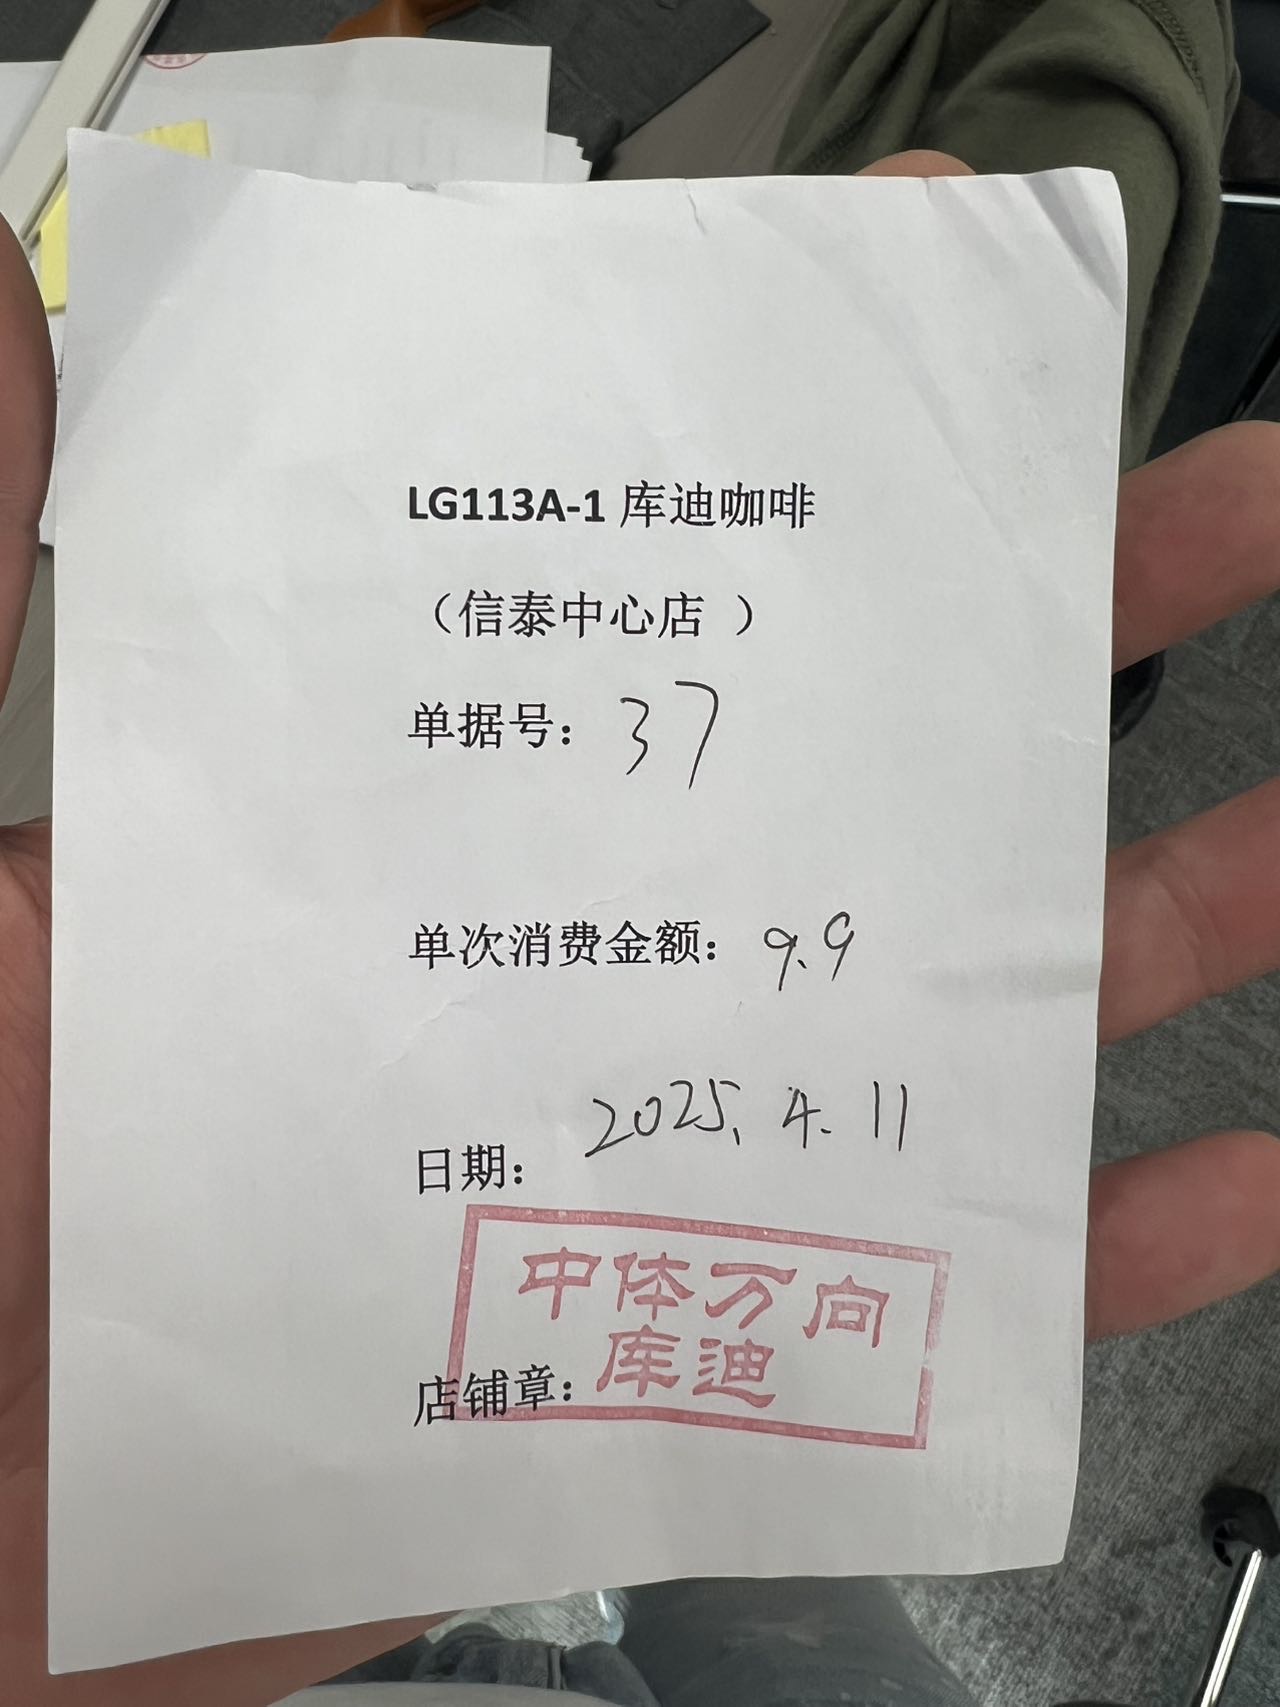 LG113A-1 库迪咖啡
（信泰中心店 ）
单据号： 37
单次消费金额： 9.9
日期： 2025.4.11
中体万向
库迪
店铺章：